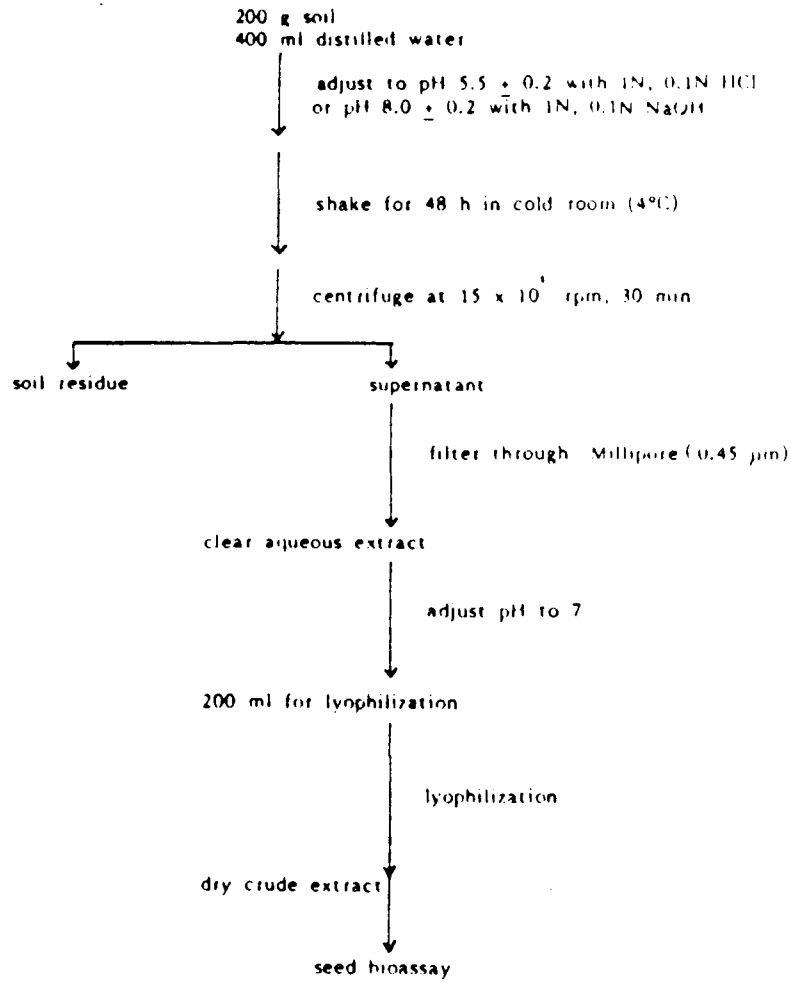 200 g soil
400 ml distilled water
adjust to pH 5.5 ± 0.2 with 1N, 0.1N HCl
or pH 8.0 ± 0.2 with 1N, 0.1N NaOH
shake for 48 h in cold room (4°C)
centrifuge at 15 x 10 rpm, 30 min
soil residue
supernatant
filter through Millipore (0.45 µm)
clear aqueous extract
adjust pH to 7
200 ml for lyophilization
lyophilization
dry crude extract
seed bioassay